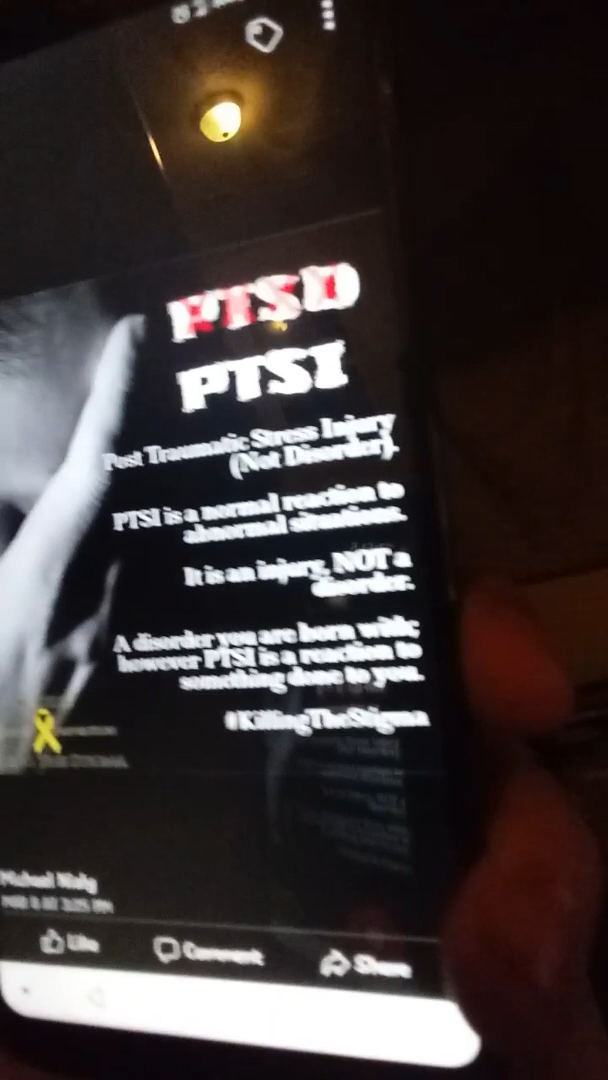 PTSD
PTSI
Post Traumatic Stress Injury
(Not Disorder).
PTSI is a normal reaction to
abnormal situations.
It is an injury, NOT a
disorder.
A disorder you are born with;
however PTSI is a reaction to
something done to you.
#KillingTheStigma
Michael
Like
Comment
Share